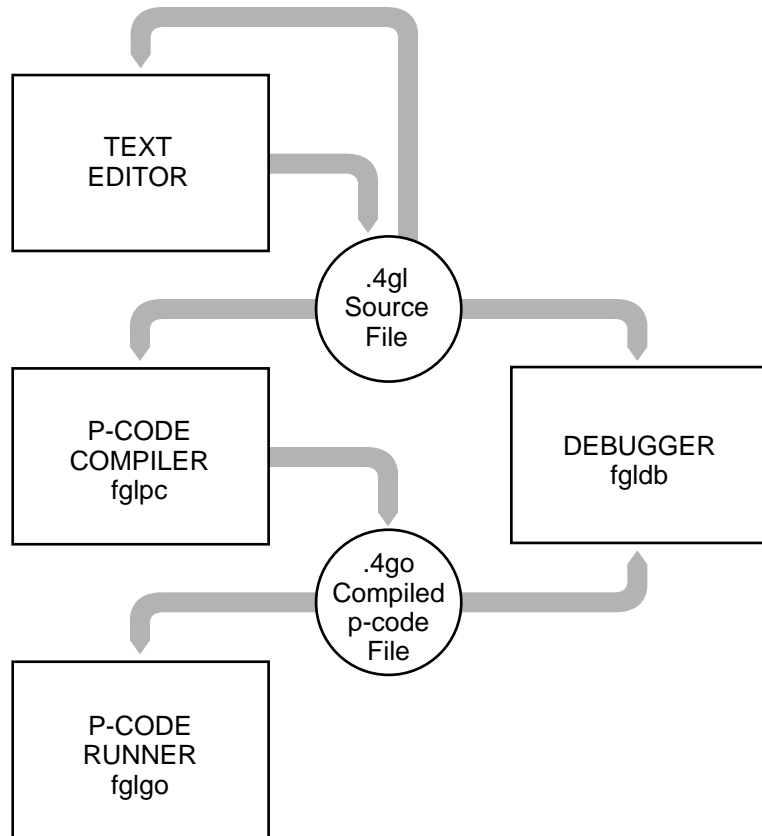 TEXT
EDITOR
.4gl
Source
File
P-CODE
COMPILER
fglpc
DEBUGGER
fgldb
.4go
Compiled
p-code
File
P-CODE
RUNNER
fglgo